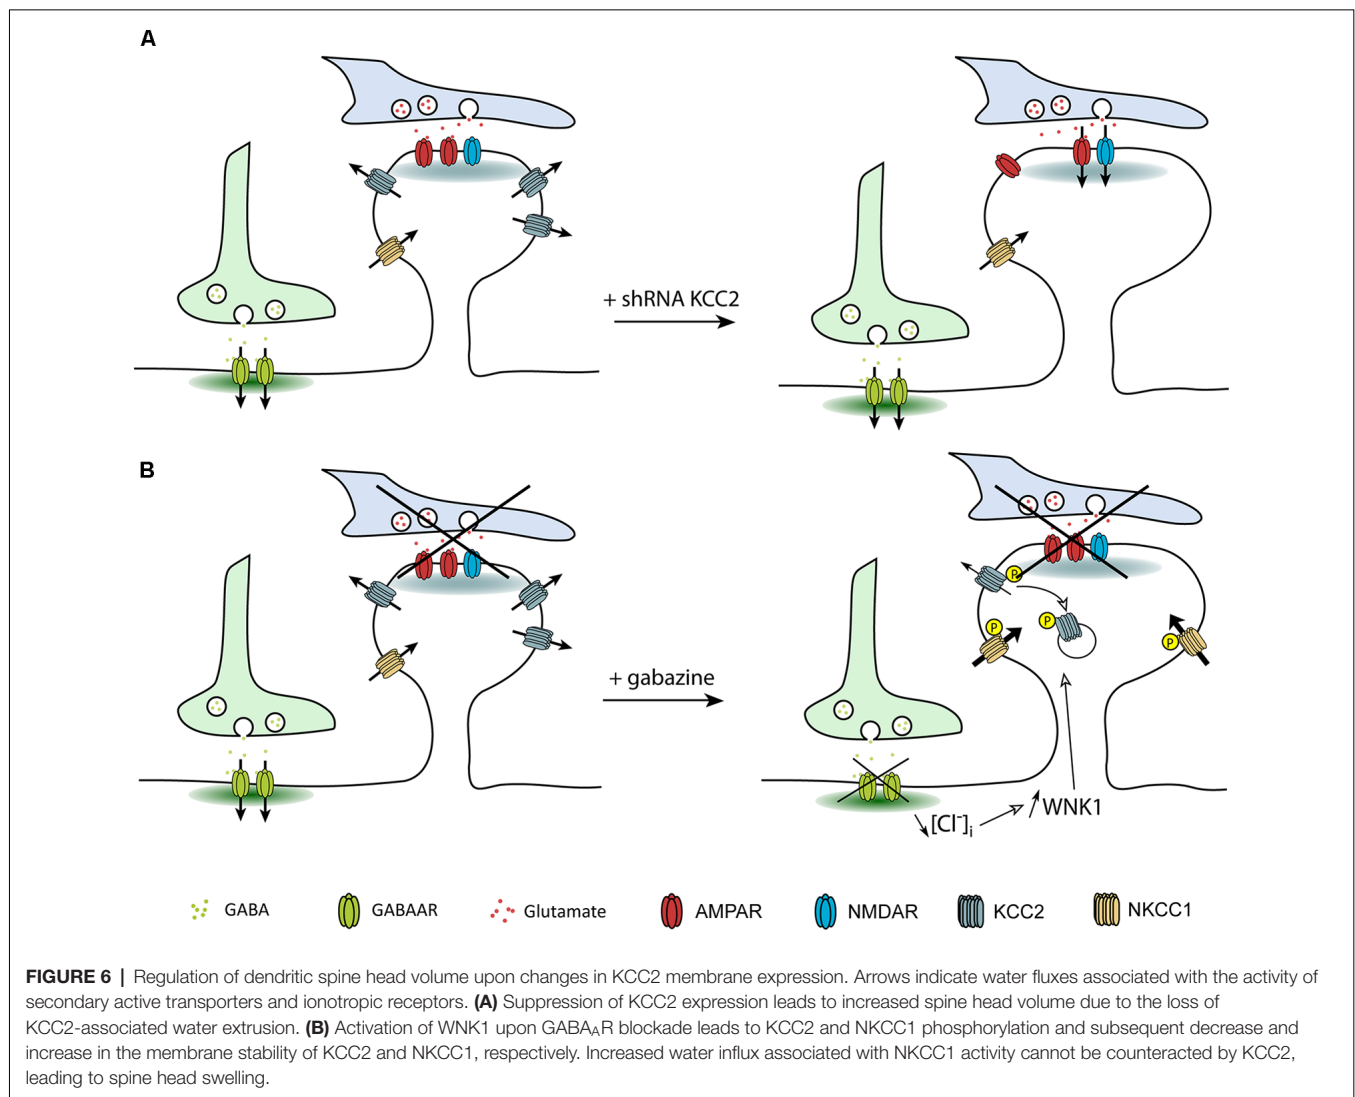 A
+ shRNA KCC2
B
+ gabazine
P
P
P
P
[Cl⁻]ᵢ
WNK1
GABA
GABAAR
Glutamate
AMPAR
NMDAR
KCC2
NKCC1
FIGURE 6 | Regulation of dendritic spine head volume upon changes in KCC2 membrane expression. Arrows indicate water fluxes associated with the activity of
secondary active transporters and ionotropic receptors. (A) Suppression of KCC2 expression leads to increased spine head volume due to the loss of
KCC2-associated water extrusion. (B) Activation of WNK1 upon GABAAR blockade leads to KCC2 and NKCC1 phosphorylation and subsequent decrease and
increase in the membrane stability of KCC2 and NKCC1, respectively. Increased water influx associated with NKCC1 activity cannot be counteracted by KCC2,
leading to spine head swelling.